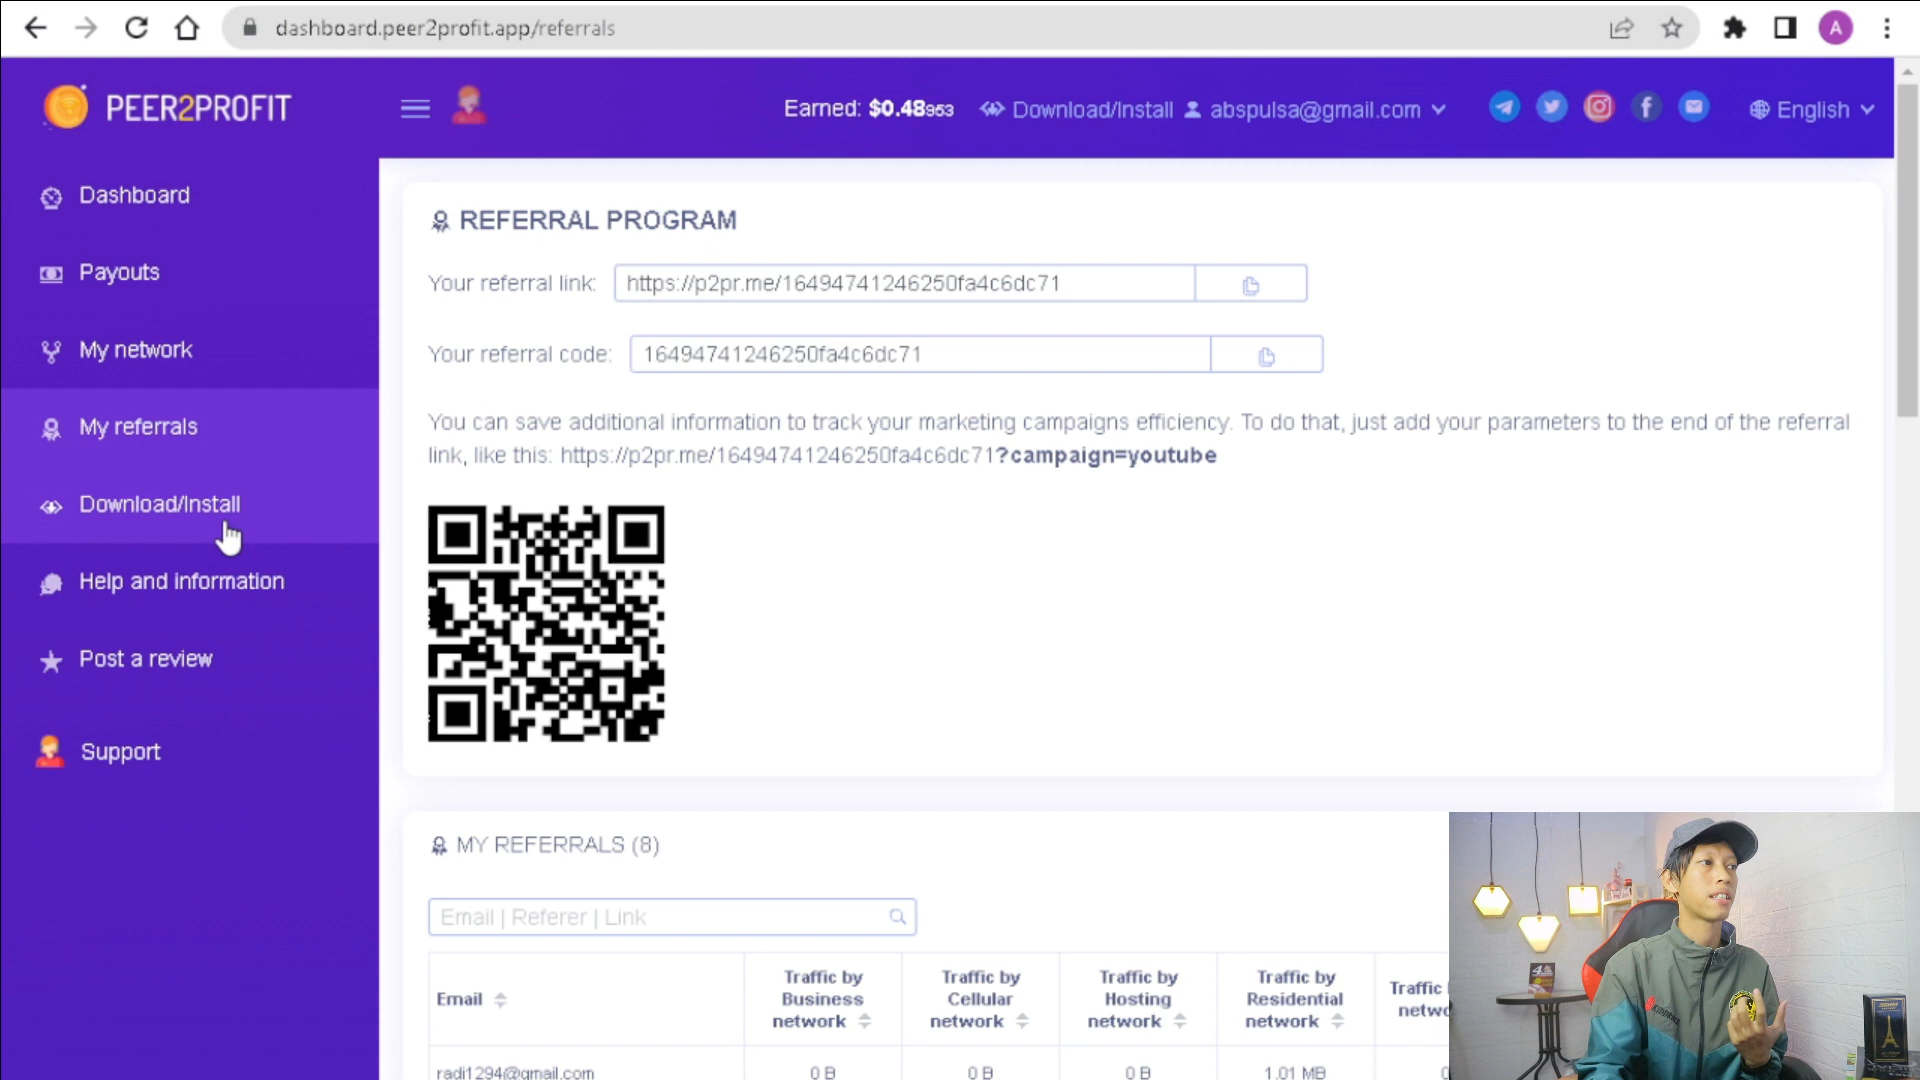 dashboard.peer2profit.app/referrals
A
PEER2PROFIT
Earned: $0.48953
Download/Install
abspulsa@gmail.com
English
Dashboard
Payouts
My network
My referrals
Download/Install
Help and information
Post a review
Support
REFERRAL PROGRAM
Your referral link: https://p2pr.me/16494741246250fa4c6dc71
Your referral code: 16494741246250fa4c6dc71
You can save additional information to track your marketing campaigns efficiency. To do that, just add your parameters to the end of the referral
link, like this: https://p2pr.me/16494741246250fa4c6dc71?campaign=youtube
MY REFERRALS (8)
Email | Referer | Link
Email
Traffic by Business network
Traffic by Cellular network
Traffic by Hosting network
Traffic by Residential network
Traffic
radi1294@gmail.com 0 B 0 B 0 B 1.01 MB